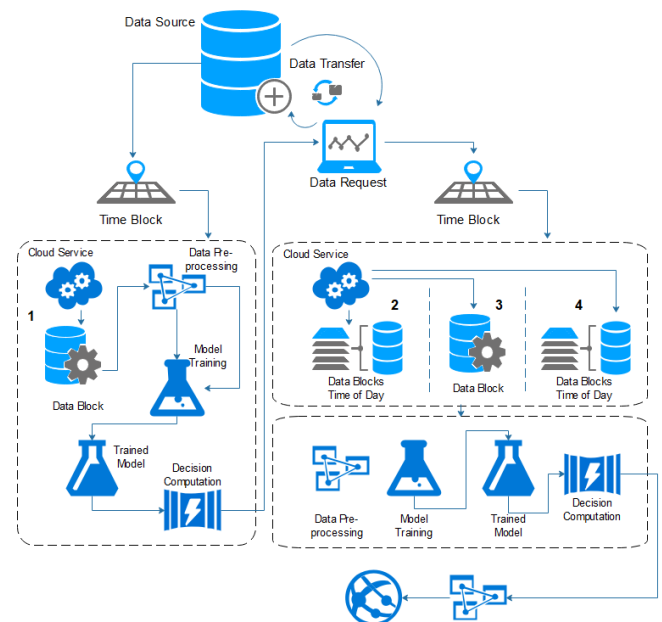 Data Source
Data Transfer
Data Request
Time Block
Time Block
Cloud Service
Data Pre-
processing
1
Model
Training
Data Block
Trained
Model
Decision
Computation
Cloud Service
2
3
4
Data Blocks
Time of Day
Data Block
Data Blocks
Time of Day
Data Pre-
processing
Model
Training
Trained
Model
Decision
Computation